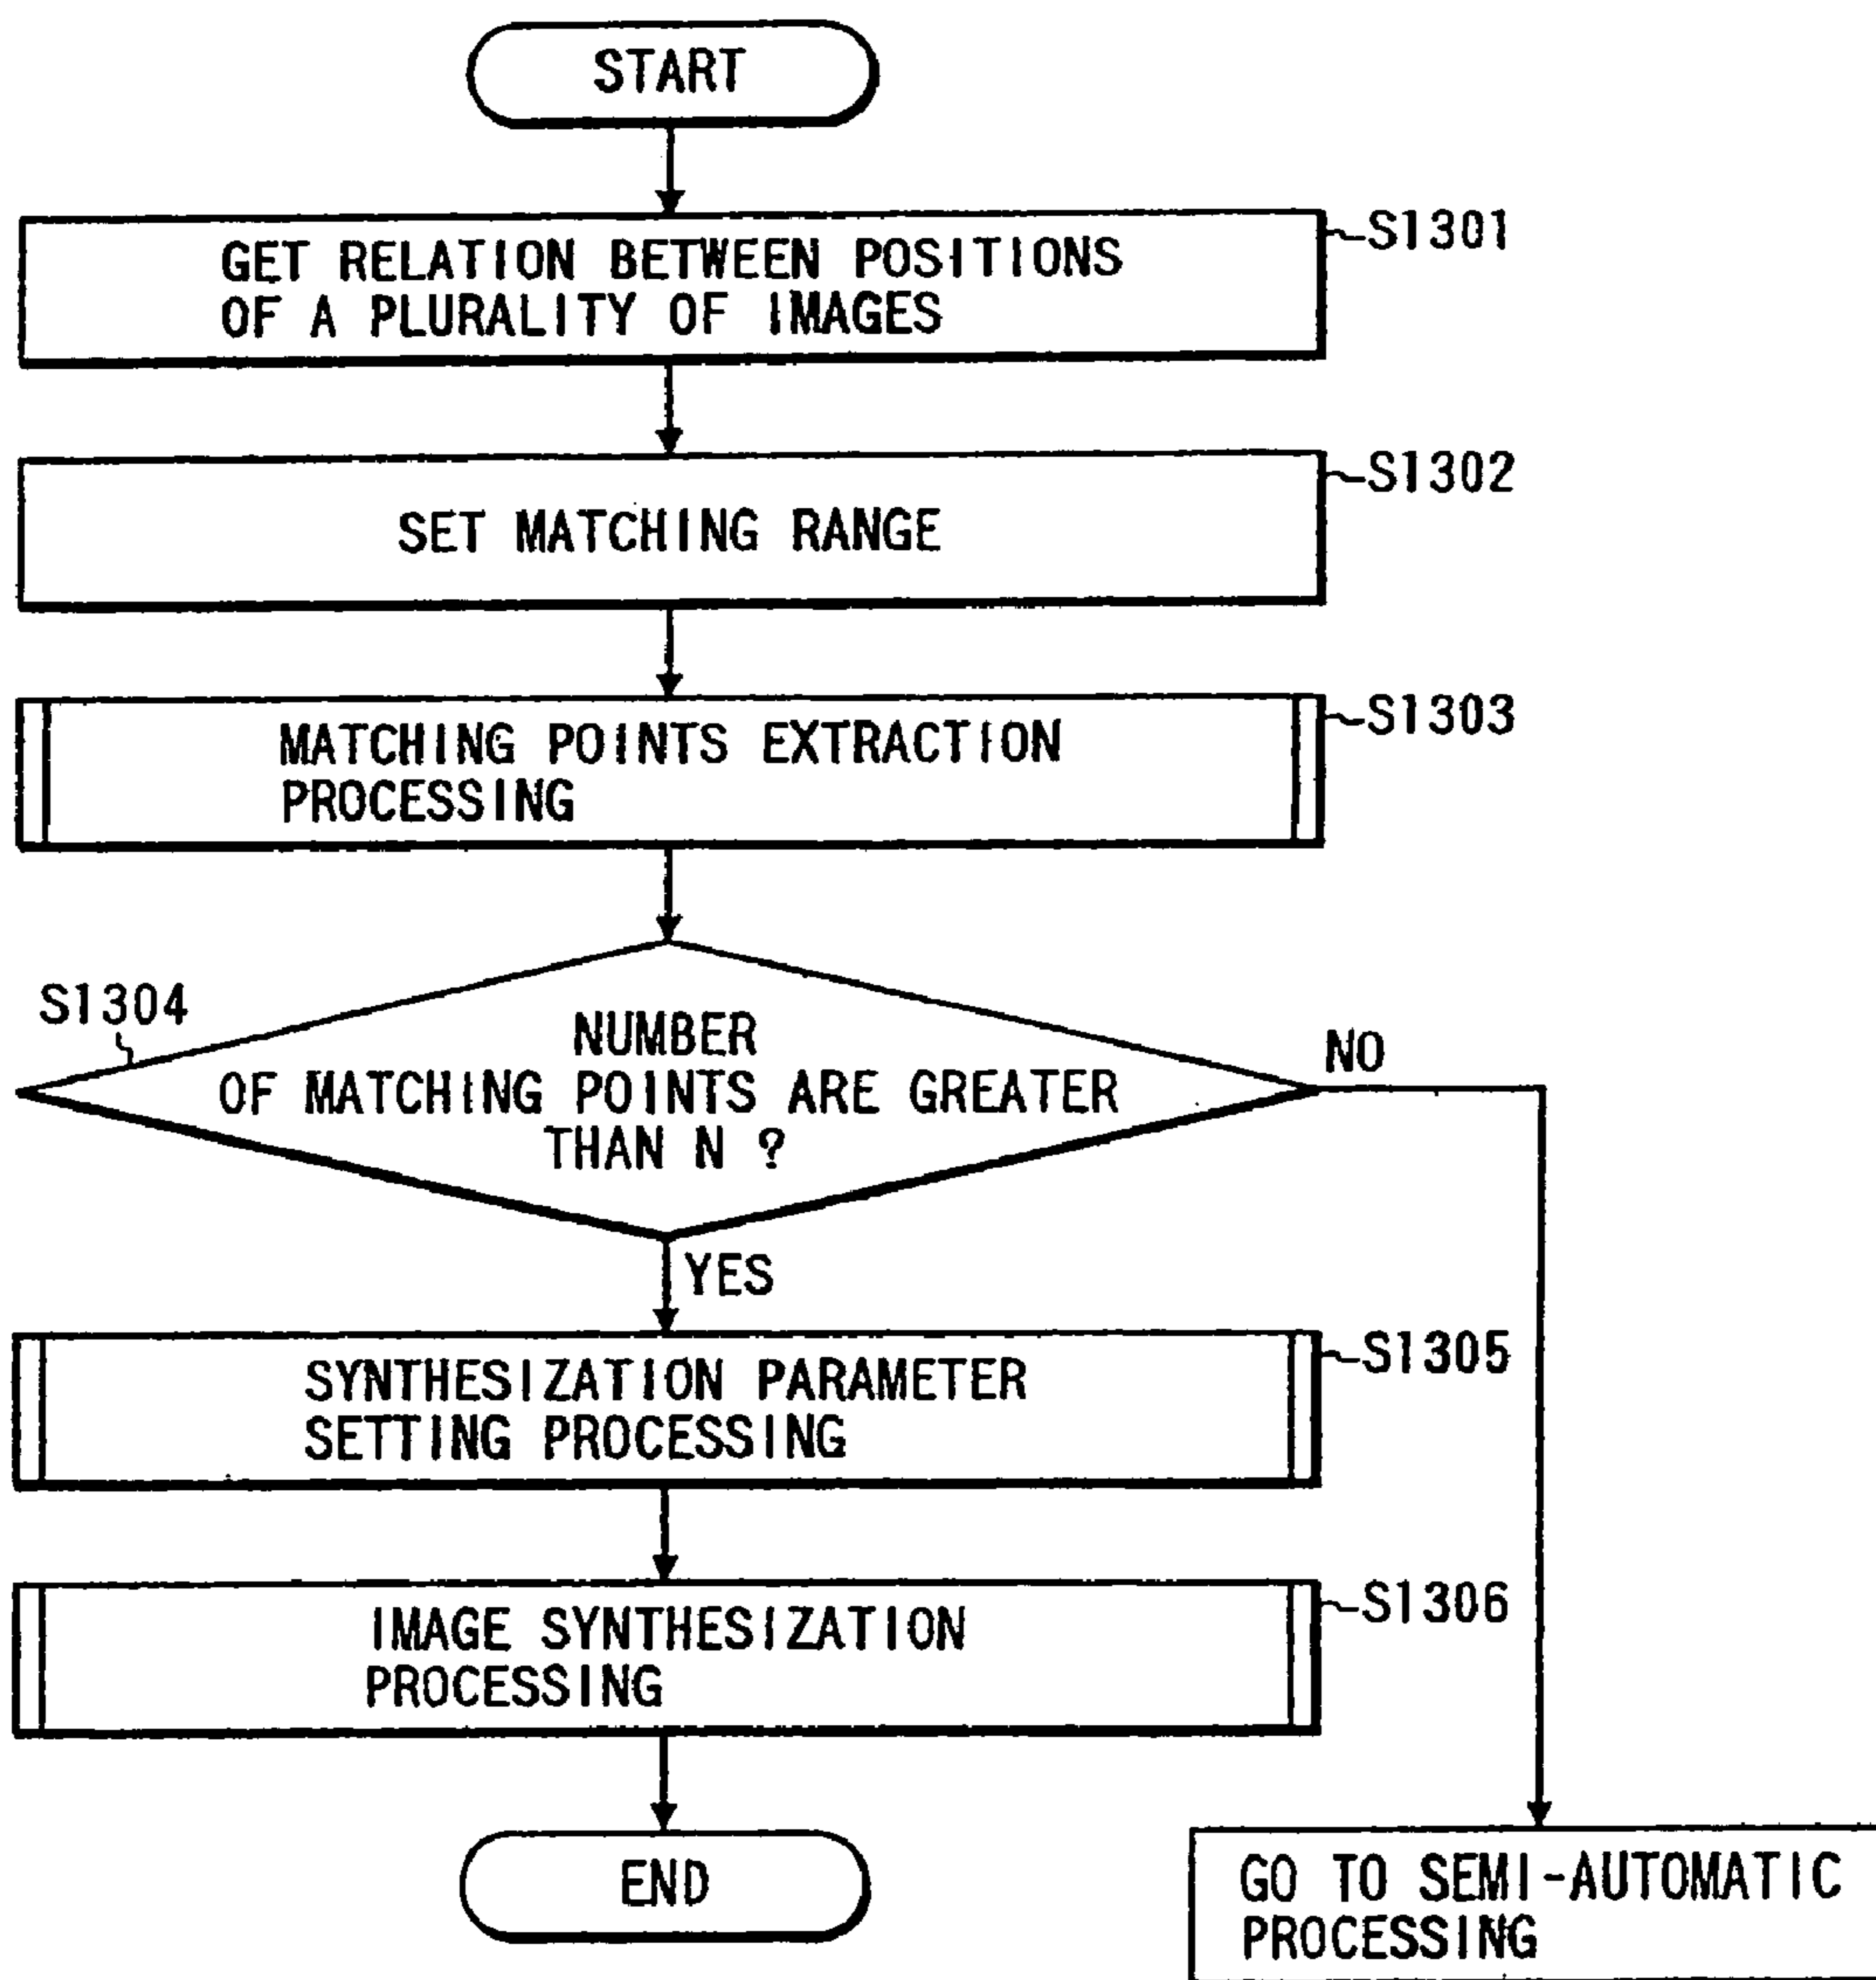 START
GET RELATION BETWEEN POSITIONS
OF A PLURALITY OF IMAGES
S1301
SET MATCHING RANGE
S1302
MATCHING POINTS EXTRACTION
PROCESSING
S1303
S1304
NUMBER
OF MATCHING POINTS ARE GREATER
THAN N ?
NO
YES
SYNTHESIZATION PARAMETER
SETTING PROCESSING
S1305
IMAGE SYNTHESIZATION
PROCESSING
S1306
END
GO TO SEMI-AUTOMATIC
PROCESSING